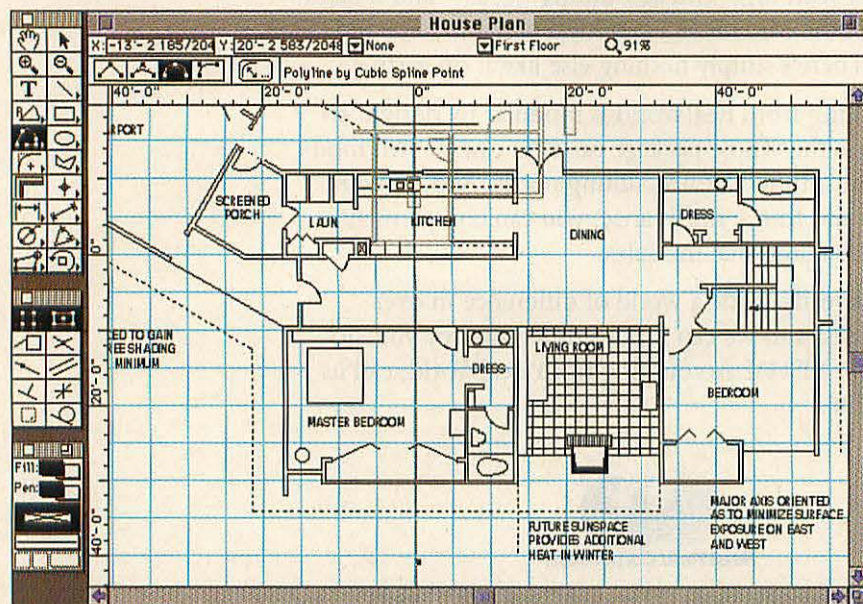 House Plan
X: -13'- 2 185/204 Y: 20'- 2 583/2048 None First Floor 91%
Polyline by Cubic Spline Point
40'- 0" 20'- 0" 0'- 0" 20'- 0" 40'- 0"
RPORT
SCREENED
PORCH
LAUN
KITCHEN
DINING
DRESS
0"
ED TO GAIN
REE SHADING
MINIMUM
LIVING ROOM
DRESS
20'- 0"
MASTER BEDROOM
BEDROOM
Fill:
Pen:
40'- 0"
FUTURE SUNSPACE
PROVIDES ADDITIONAL
HEAT IN WINTER
MAJOR AXIS ORIENTED
AS TO MINIMIZE SURFACE
EXPOSURE ON EAST
AND WEST
T